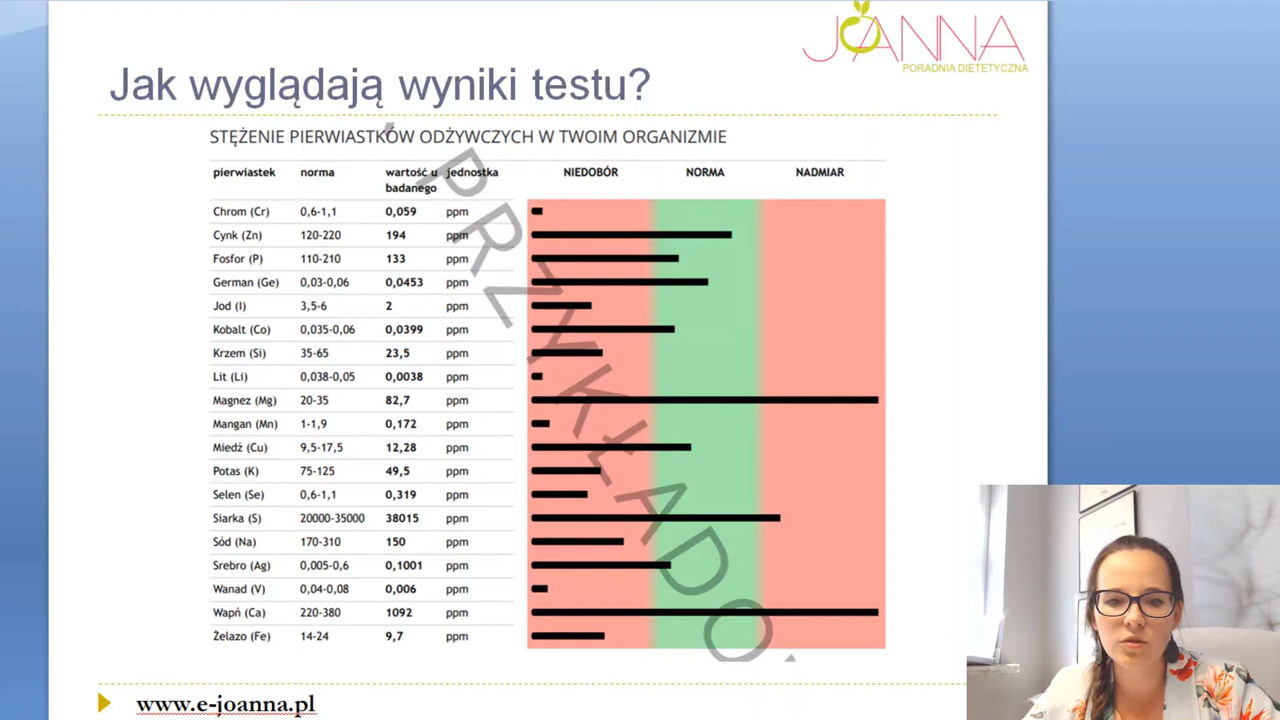 JOANNA
PORADNIA DIETETYCZNA
Jak wyglądają wyniki testu?
STĘŻENIE PIERWIASTKÓW ODŻYWCZYCH W TWOIM ORGANIZMIE
pierwiastek norma wartość u badanego jednostka NIEDOBÓR NORMA NADMIAR
Chrom (Cr) 0,6-1,1 0,059 ppm
Cynk (Zn) 120-220 194 ppm
Fosfor (P) 110-210 133 ppm
German (Ge) 0,03-0,06 0,0453 ppm
Jod (I) 3,5-6 2 ppm
Kobalt (Co) 0,035-0,06 0,0399 ppm
Krzem (Si) 35-65 23,5 ppm
Lit (Li) 0,038-0,05 0,0038 ppm
Magnez (Mg) 20-35 82,7 ppm
Mangan (Mn) 1-1,9 0,172 ppm
Miedź (Cu) 9,5-17,5 12,28 ppm
Potas (K) 75-125 49,5 ppm
Selen (Se) 0,6-1,1 0,319 ppm
Siarka (S) 20000-35000 38015 ppm
Sód (Na) 170-310 150 ppm
Srebro (Ag) 0,005-0,6 0,1001 ppm
Wanad (V) 0,04-0,08 0,006 ppm
Wapń (Ca) 220-380 1092 ppm
Żelazo (Fe) 14-24 9,7 ppm
PRZYKŁADO
www.e-joanna.pl